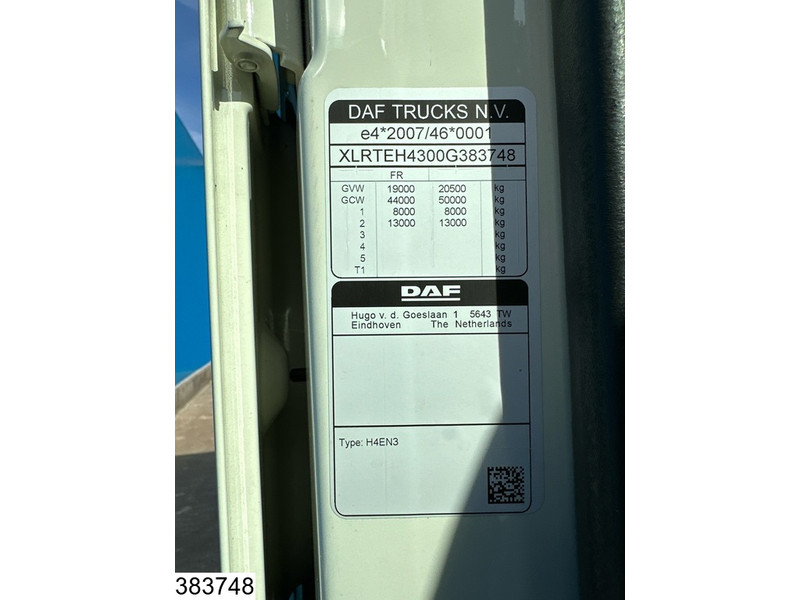 DAF TRUCKS N.V.
e4*2007/46*0001
XLRTEH4300G383748
FR
GVW 19000 20500 kg
GCW 44000 50000 kg
1 8000 8000 kg
2 13000 13000 kg
3 kg
4 kg
5 kg
T1 kg
DAF
Hugo v. d. Goeslaan 1 5643 TW
Eindhoven The Netherlands
Type: H4EN3
383748